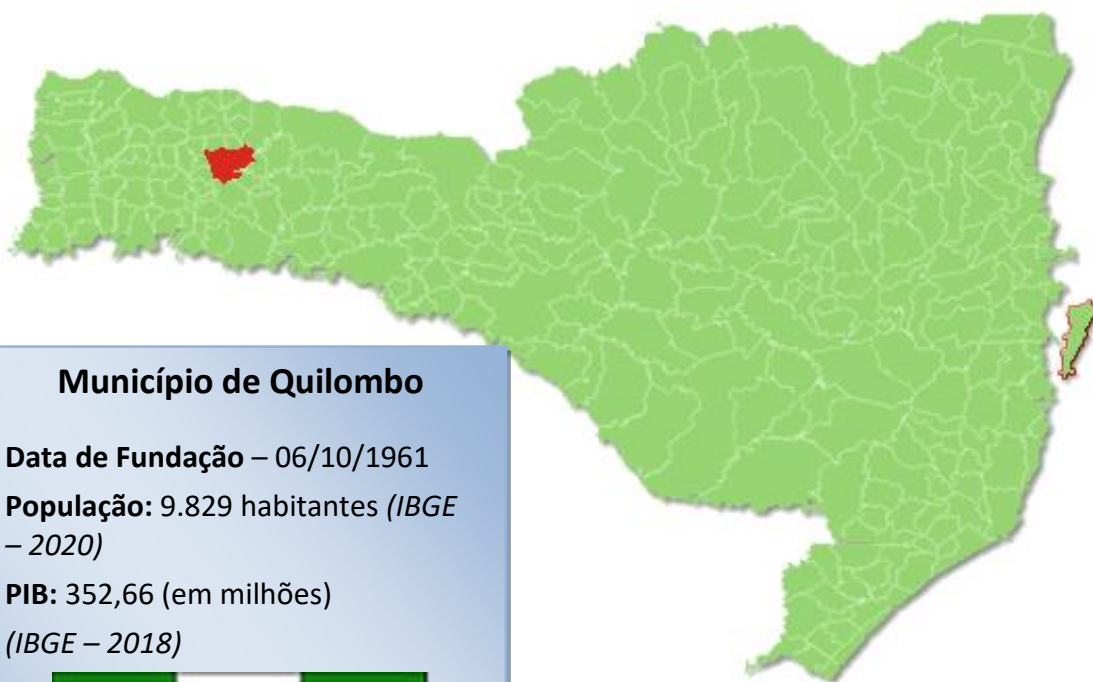 Município de Quilombo
Data de Fundação – 06/10/1961
População: 9.829 habitantes (IBGE
– 2020)
PIB: 352,66 (em milhões)
(IBGE – 2018)